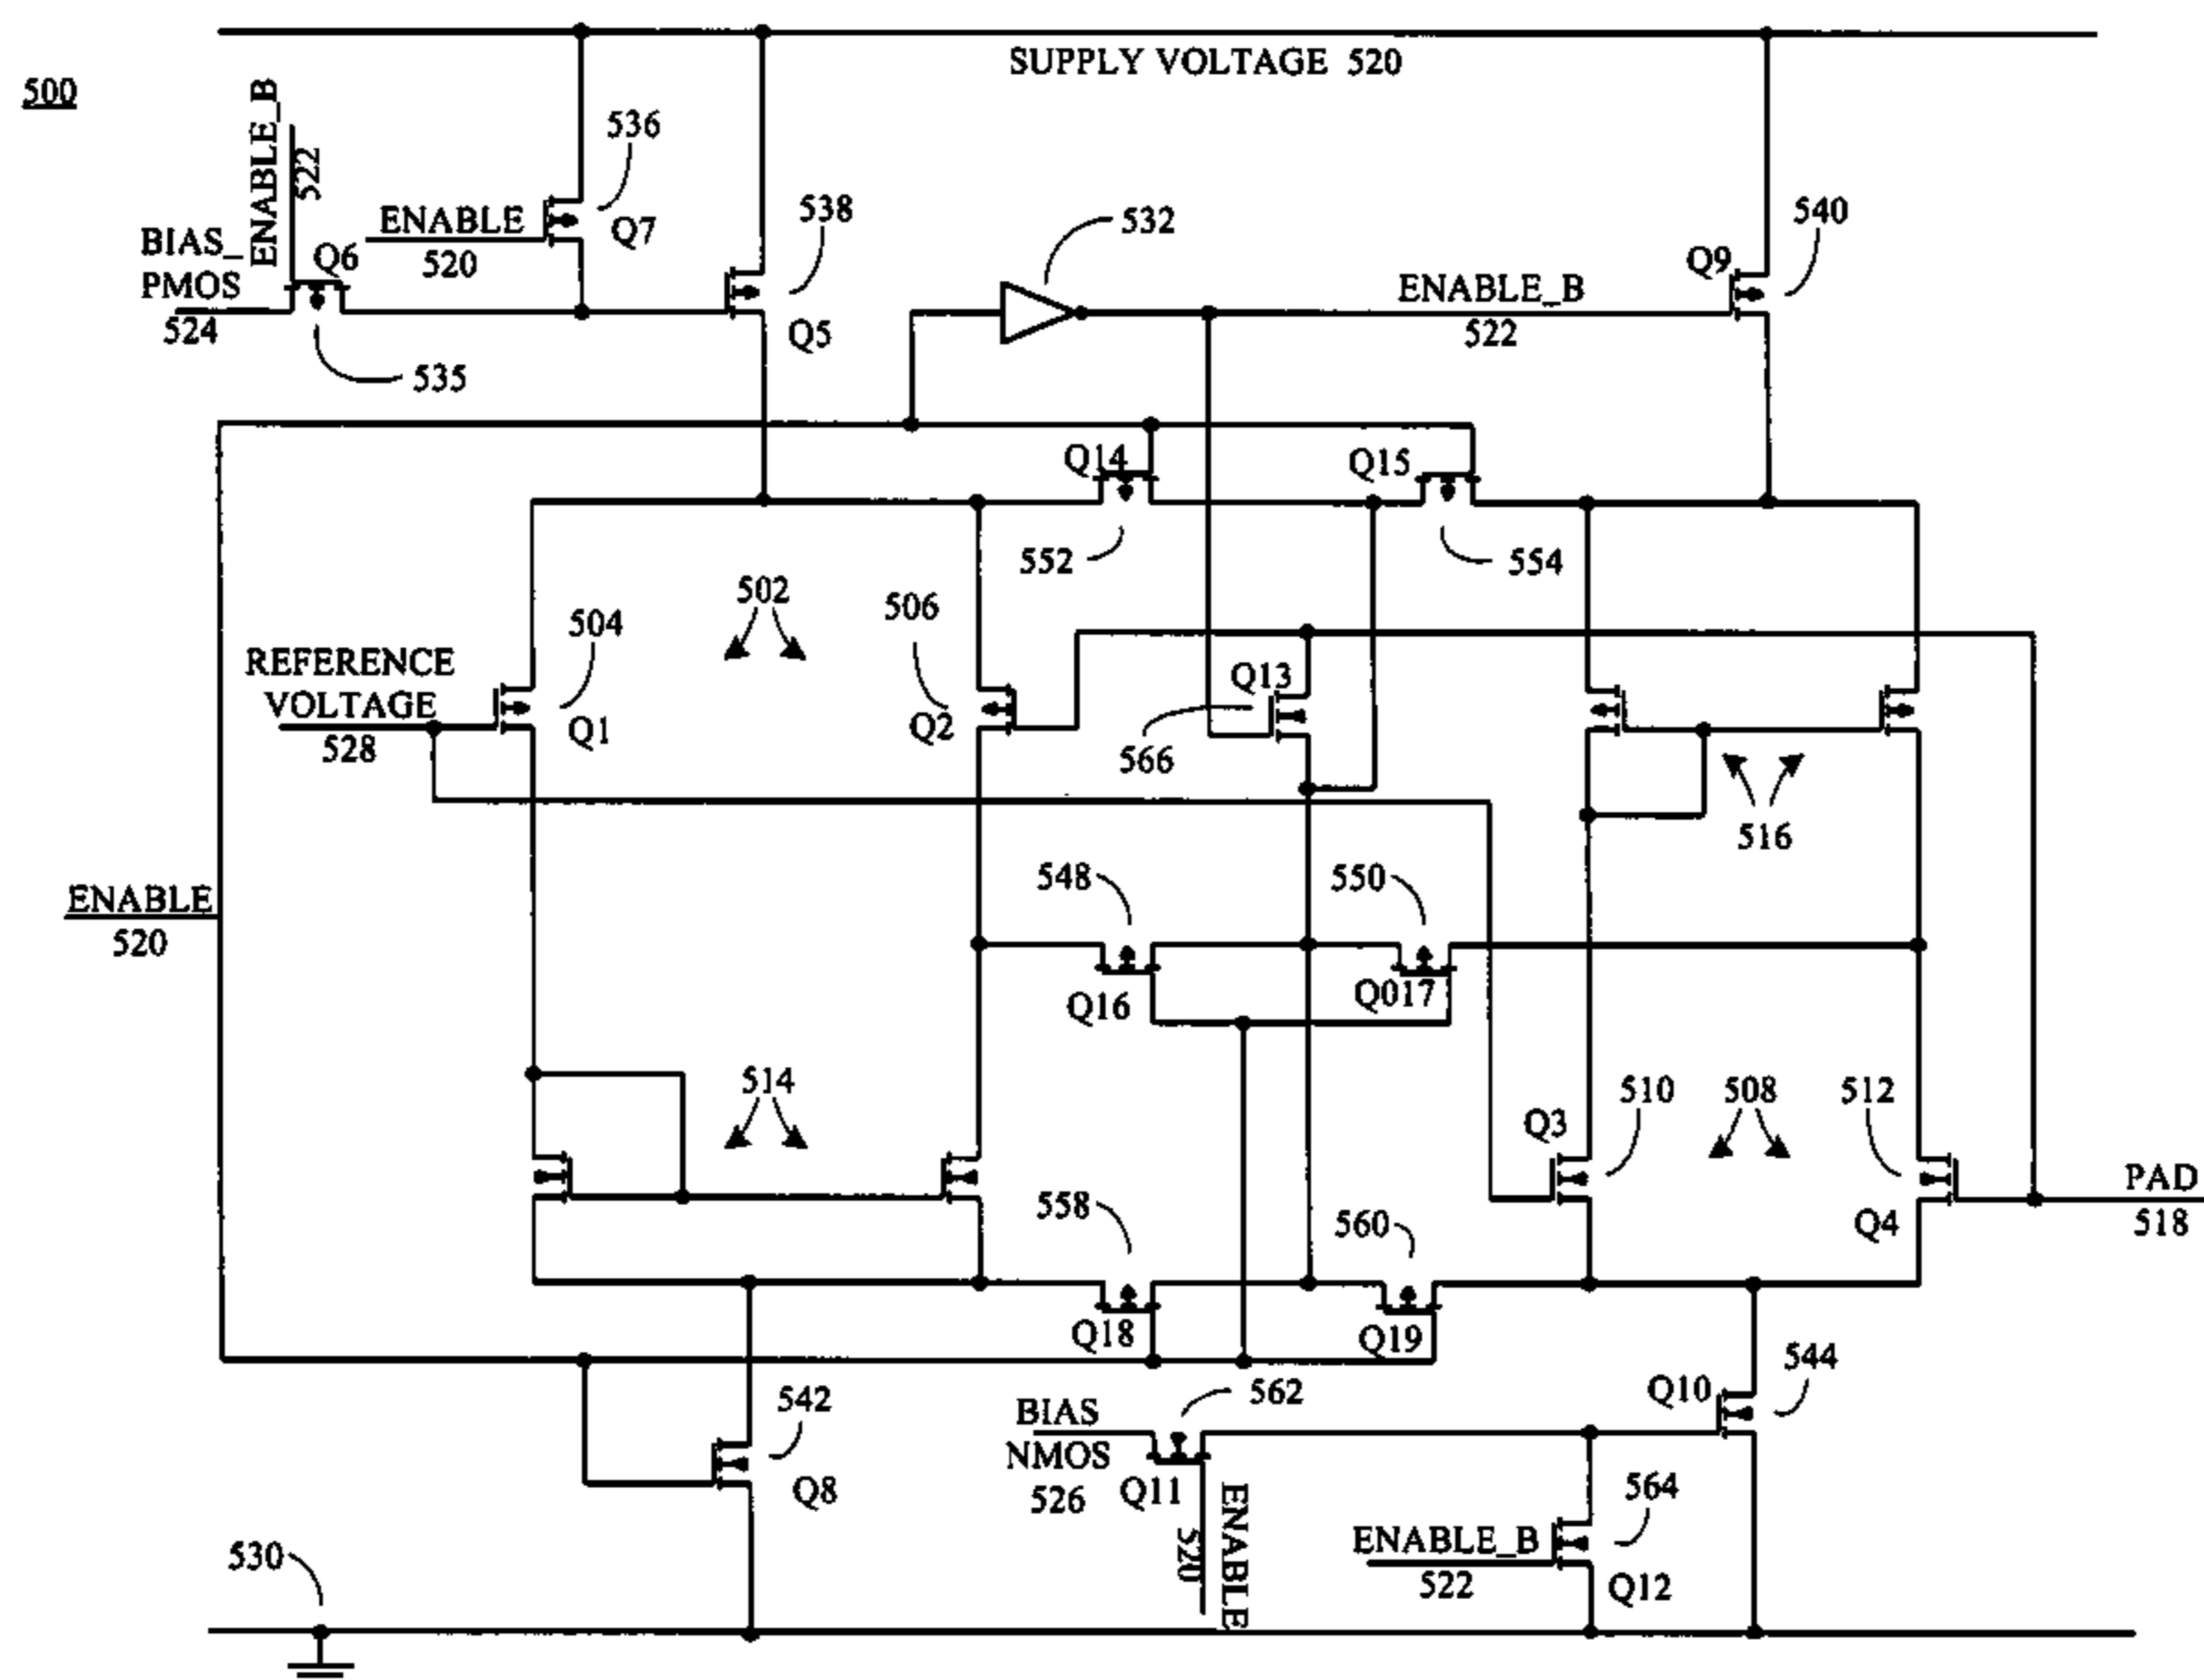 SUPPLY VOLTAGE 520
500
ENABLE_B
522
536
ENABLE
520
Q7
538
532
540
BIAS_
PMOS
524
Q6
535
Q5
ENABLE_B
522
Q9
Q14
Q15
552
554
502
504
506
REFERENCE
VOLTAGE
528
Q1
Q2
Q13
566
516
548
550
ENABLE
520
Q16
Q017
514
510
508
512
Q3
558
560
Q4
PAD
518
Q18
Q19
542
562
Q10
544
BIAS
NMOS
526
Q11
Q8
ENABLE
520
564
ENABLE_B
522
Q12
530